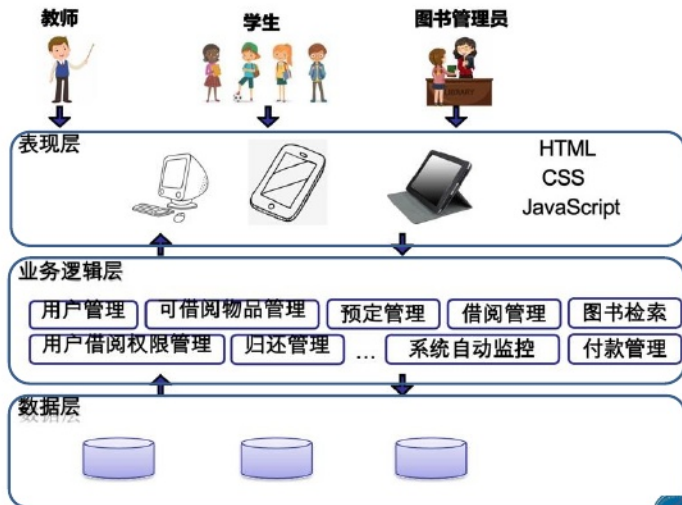 教师
学生
图书管理员
LIBRARY
表现层
HTML
CSS
JavaScript
业务逻辑层
用户管理
可借阅物品管理
预定管理
借阅管理
图书检索
用户借阅权限管理
归还管理
...
系统自动监控
付款管理
数据层